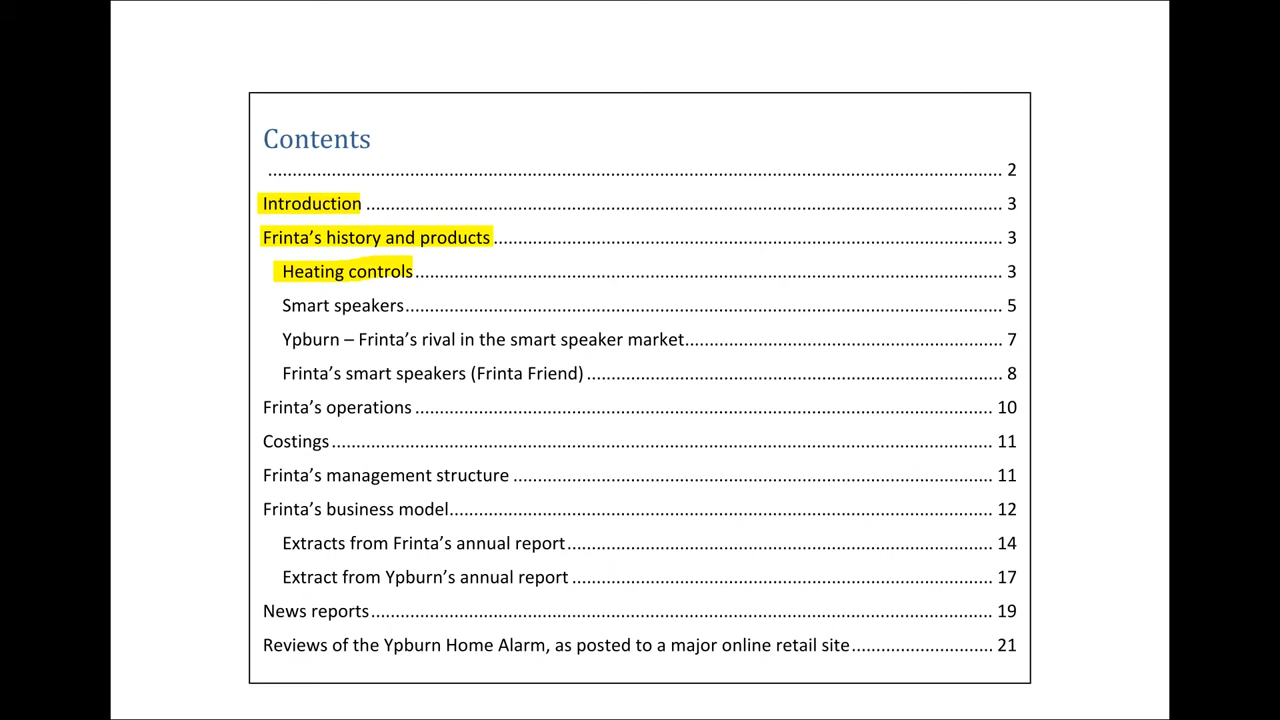 Contents
.................................................................................................................................................... 2
Introduction ................................................................................................................................ 3
Frinta’s history and products...................................................................................................... 3
Heating controls...................................................................................................................... 3
Smart speakers........................................................................................................................ 5
Ypburn – Frinta’s rival in the smart speaker market............................................................... 7
Frinta’s smart speakers (Frinta Friend) ................................................................................... 8
Frinta’s operations .................................................................................................................... 10
Costings..................................................................................................................................... 11
Frinta’s management structure ................................................................................................ 11
Frinta’s business model............................................................................................................. 12
Extracts from Frinta’s annual report..................................................................................... 14
Extract from Ypburn’s annual report .................................................................................... 17
News reports............................................................................................................................. 19
Reviews of the Ypburn Home Alarm, as posted to a major online retail site............................. 21